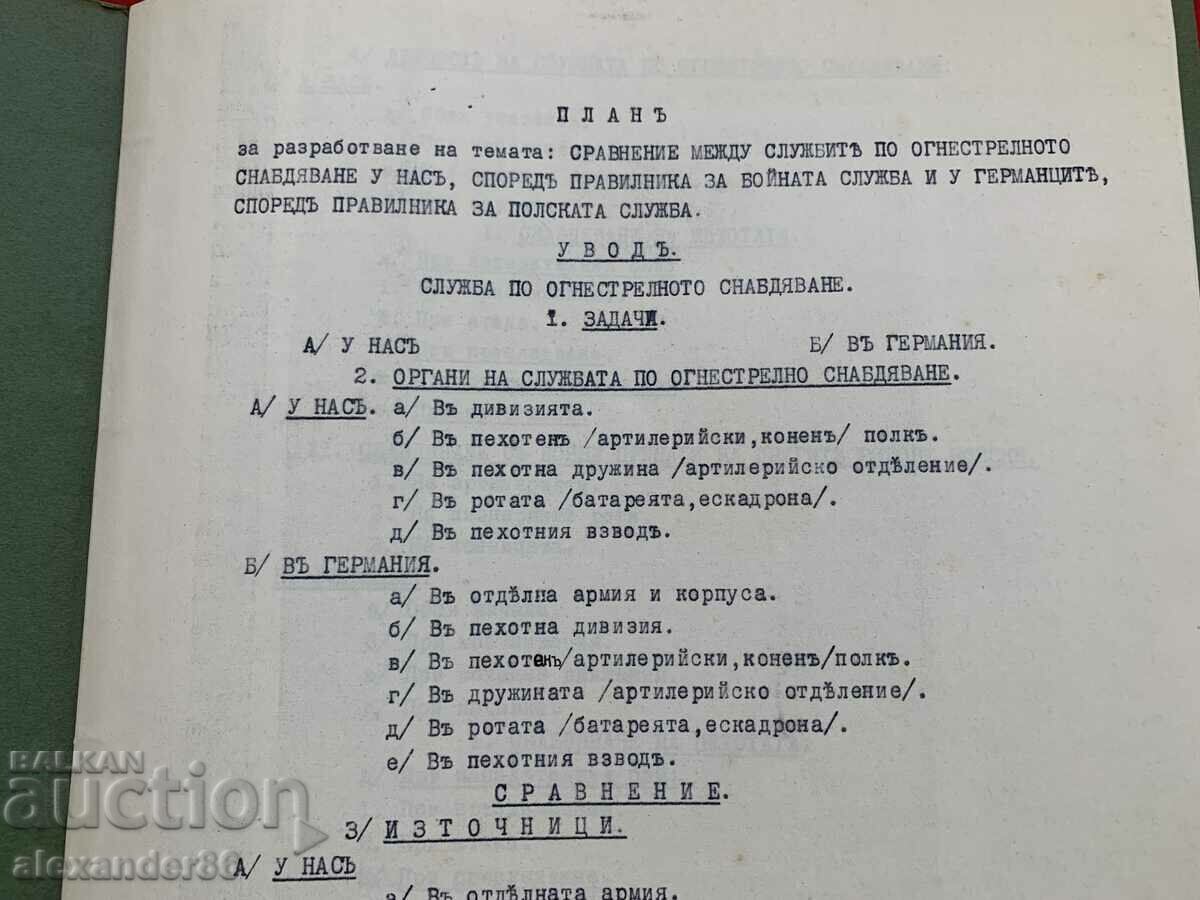 П Л А Н Ъ
за разработване на темата: СРАВНЕНИЕ МЕЖДУ СЛУЖБИТѢ ПО ОГНЕСТРЕЛНОТО
СНАБДЯВАНЕ У НАСЪ, СПОРЕДЪ ПРАВИЛНИКА ЗА БОЙНАТА СЛУЖБА И У ГЕРМАНЦИТѢ,
СПОРЕДЪ ПРАВИЛНИКА ЗА ПОЛСКАТА СЛУЖБА.
У В О Д Ъ.
СЛУЖБА ПО ОГНЕСТРЕЛНОТО СНАБДЯВАНЕ.
1. ЗАДАЧИ.
А/ У НАСЪ Б/ ВЪ ГЕРМАНИЯ.
2. ОРГАНИ НА СЛУЖБАТА ПО ОГНЕСТРЕЛНО СНАБДЯВАНЕ.
А/ У НАСЪ. а/ Въ дивизията.
б/ Въ пехотенъ /артилерийски,коненъ/ полкъ.
в/ Въ пехотна дружина /артилерийско отдѣление/.
г/ Въ ротата /батареята,ескадрона/.
д/ Въ пехотния взводъ.
Б/ ВЪ ГЕРМАНИЯ.
а/ Въ отдѣлна армия и корпуса.
б/ Въ пехотна дивизия.
в/ Въ пехотенъ/артилерийски,коненъ/полкъ.
г/ Въ дружината /артилерийско отдѣление/.
д/ Въ ротата /батареята,ескадрона/.
е/ Въ пехотния взводъ.
С Р А В Н Е Н И Е.
3/ И З Т О Ч Н И Ц И.
А/ У НАСЪ
а/ Въ отдѣлната армия.
BALKAN
auction
alexander86